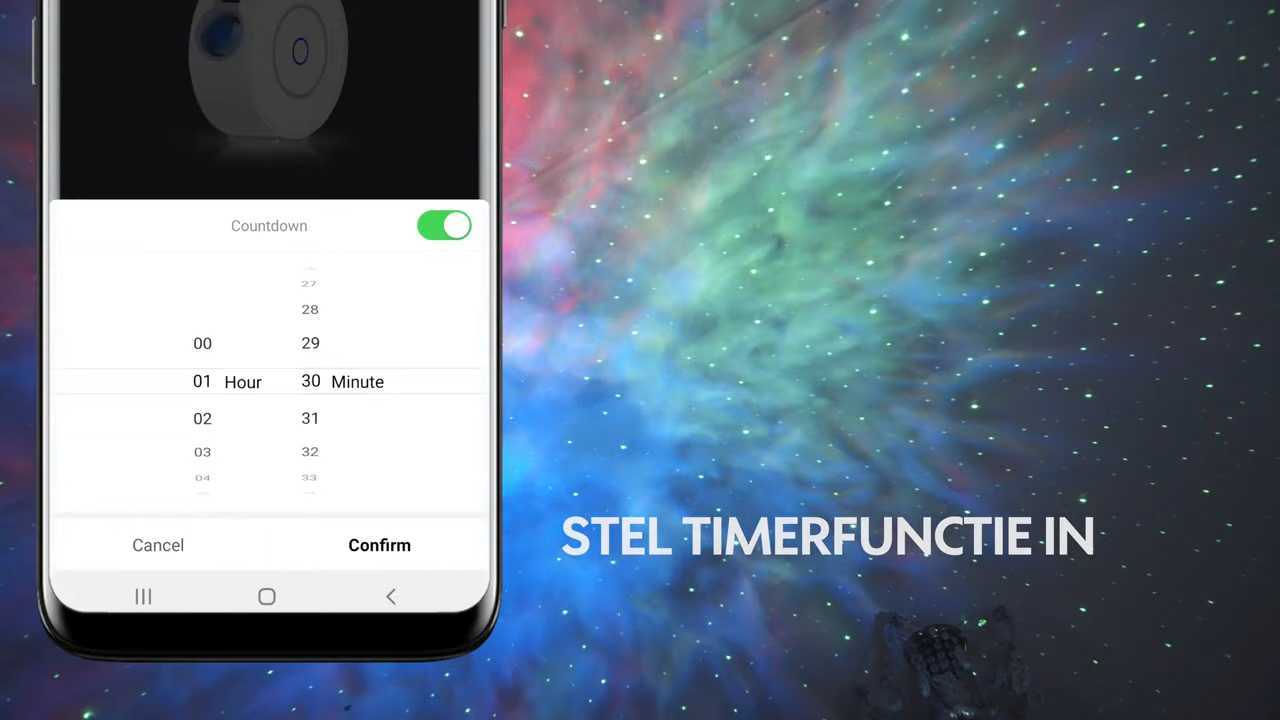 Countdown
27
28
00 29
01 Hour 30 Minute
02 31
03 32
04 33
Cancel Confirm
STEL TIMERFUNCTIE IN